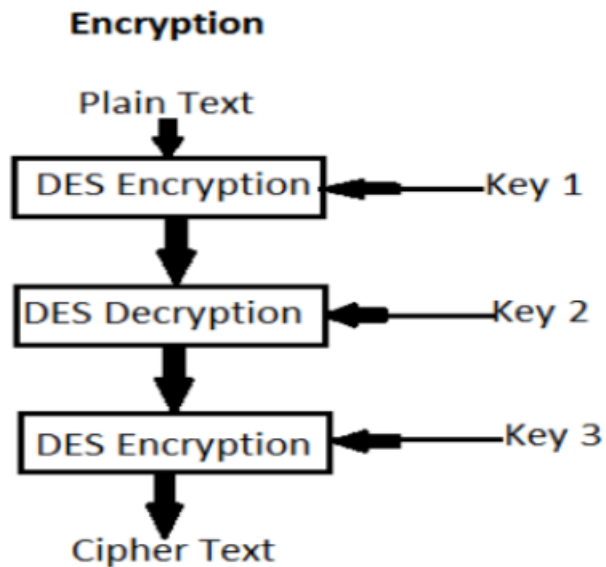 Encryption
Plain Text
DES Encryption
Key 1
DES Decryption
Key 2
DES Encryption
Key 3
Cipher Text